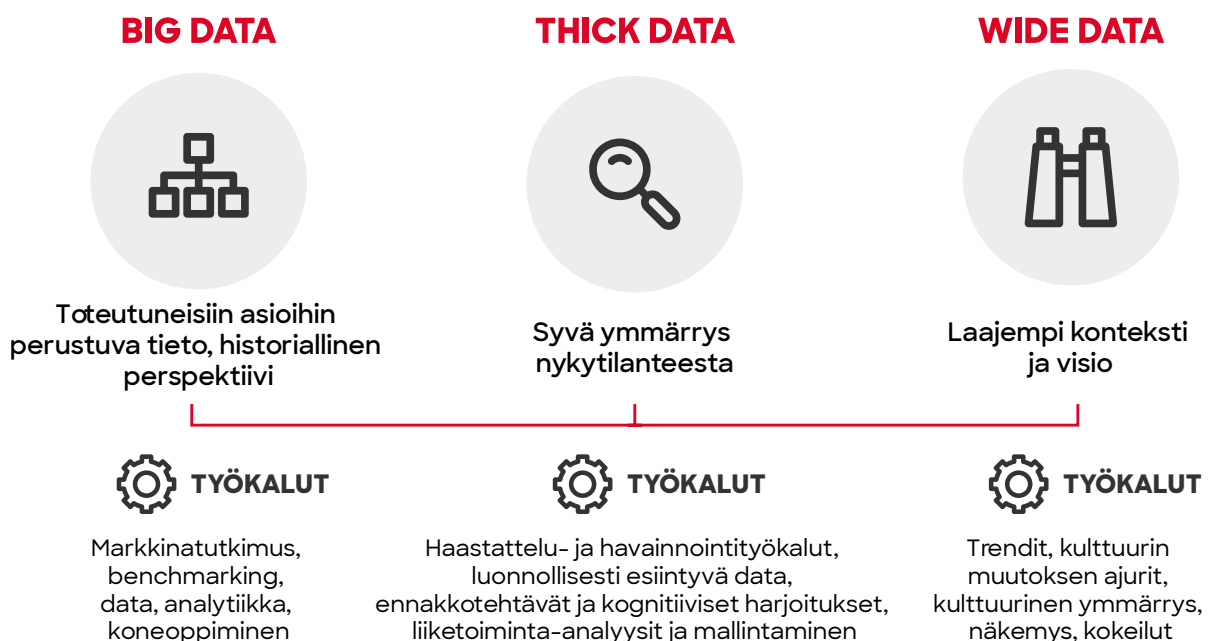 BIG DATA
Toteutuneisiin asioihin
perustuva tieto, historiallinen
perspektiivi
TYÖKALUT
Markkinatutkimus,
benchmarking,
data, analytiikka,
koneoppiminen
THICK DATA
Syvä ymmärrys
nykytilanteesta
TYÖKALUT
Haastattelu- ja havainnointityökalut,
luonnollisesti esiintyvä data,
ennakkotehtävät ja kognitiiviset harjoitukset,
liiketoiminta-analyysit ja mallintaminen
WIDE DATA
Laajempi konteksti
ja visio
TYÖKALUT
Trendit, kulttuurin
muutoksen ajurit,
kulttuurinen ymmärrys,
näkemys, kokeilut